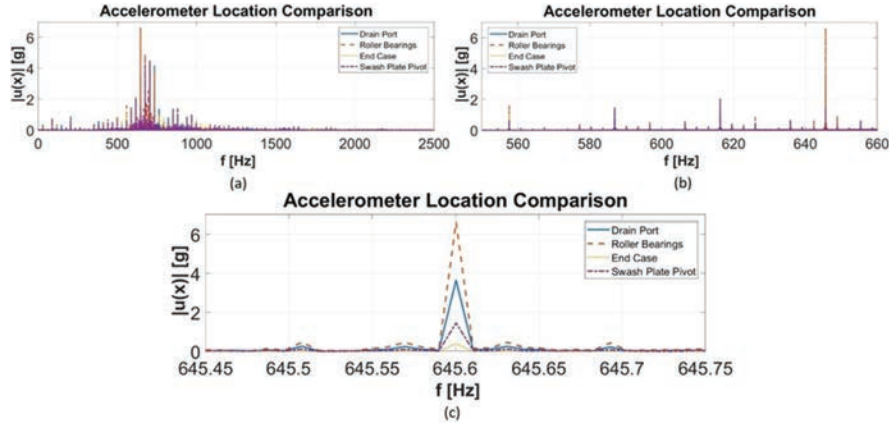 Accelerometer Location Comparison
|u(x)| [g]
6
4
2
0
Drain Port
Roller Bearings
End Case
Swash Plate Pivot
0 500 1000 1500 2000 2500
f [Hz]
(a)
Accelerometer Location Comparison
|u(x)| [g]
6
4
2
0
Drain Port
Roller Bearings
End Case
Swash Plate Pivot
560 580 600 620 640 660
f [Hz]
(b)
Accelerometer Location Comparison
|u(x)| [g]
6
4
2
0
Drain Port
Roller Bearings
End Case
Swash Plate Pivot
645.45 645.5 645.55 645.6 645.65 645.7 645.75
f [Hz]
(c)